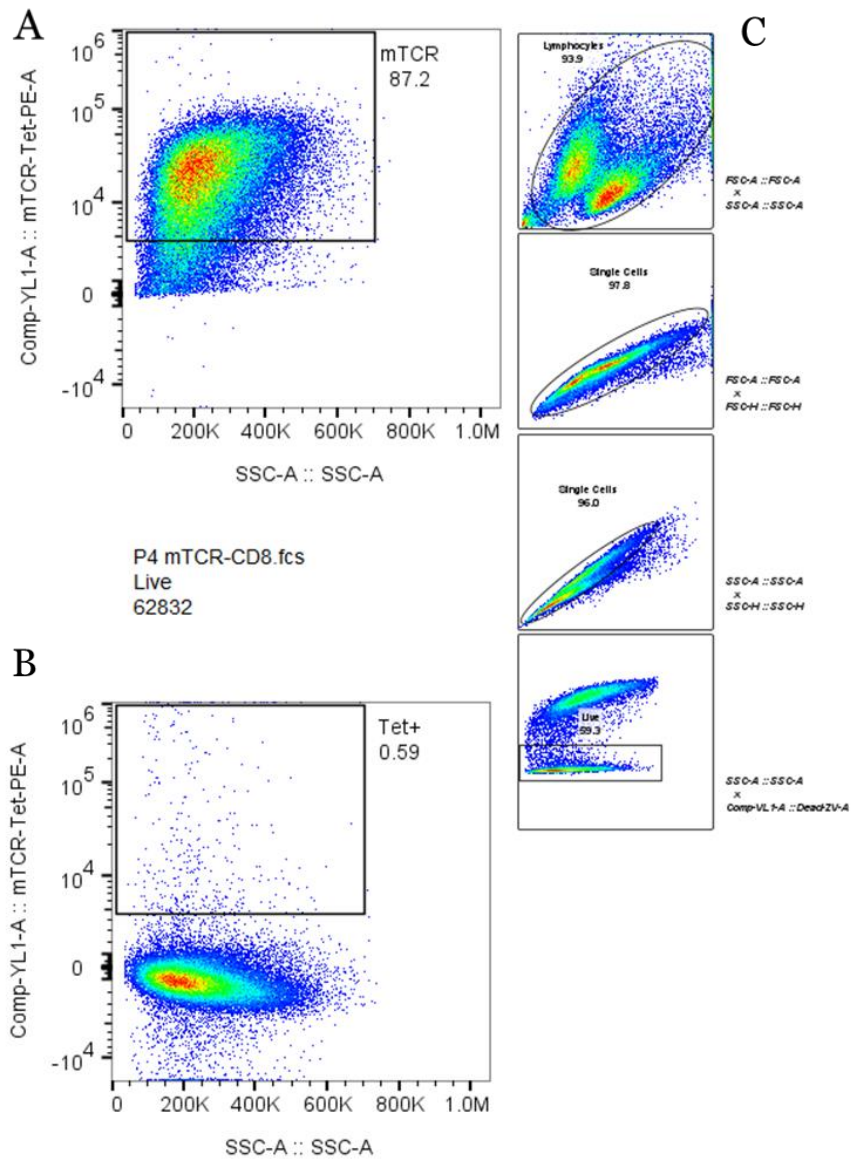 A
10^6
10^5
10^4
0
-10^4
Comp-YL1-A :: mTCR-Tet-PE-A
mTCR
87.2
0 200K 400K 600K 800K 1.0M
SSC-A :: SSC-A
P4 mTCR-CD8.fcs
Live
62832
B
10^6
10^5
10^4
0
-10^4
Comp-YL1-A :: mTCR-Tet-PE-A
Tet+
0.59
0 200K 400K 600K 800K 1.0M
SSC-A :: SSC-A
C
Lymphocytes
93.9
FSC-A :: FSC-A
x
SSC-A :: SSC-A
Single Cells
97.8
FSC-A :: FSC-A
x
FSC-H :: FSC-H
Single Cells
96.0
SSC-A :: SSC-A
x
SSC-H :: SSC-H
Live
SSC-A :: SSC-A
x
Comp-VL1-A :: Dead-ZV-A